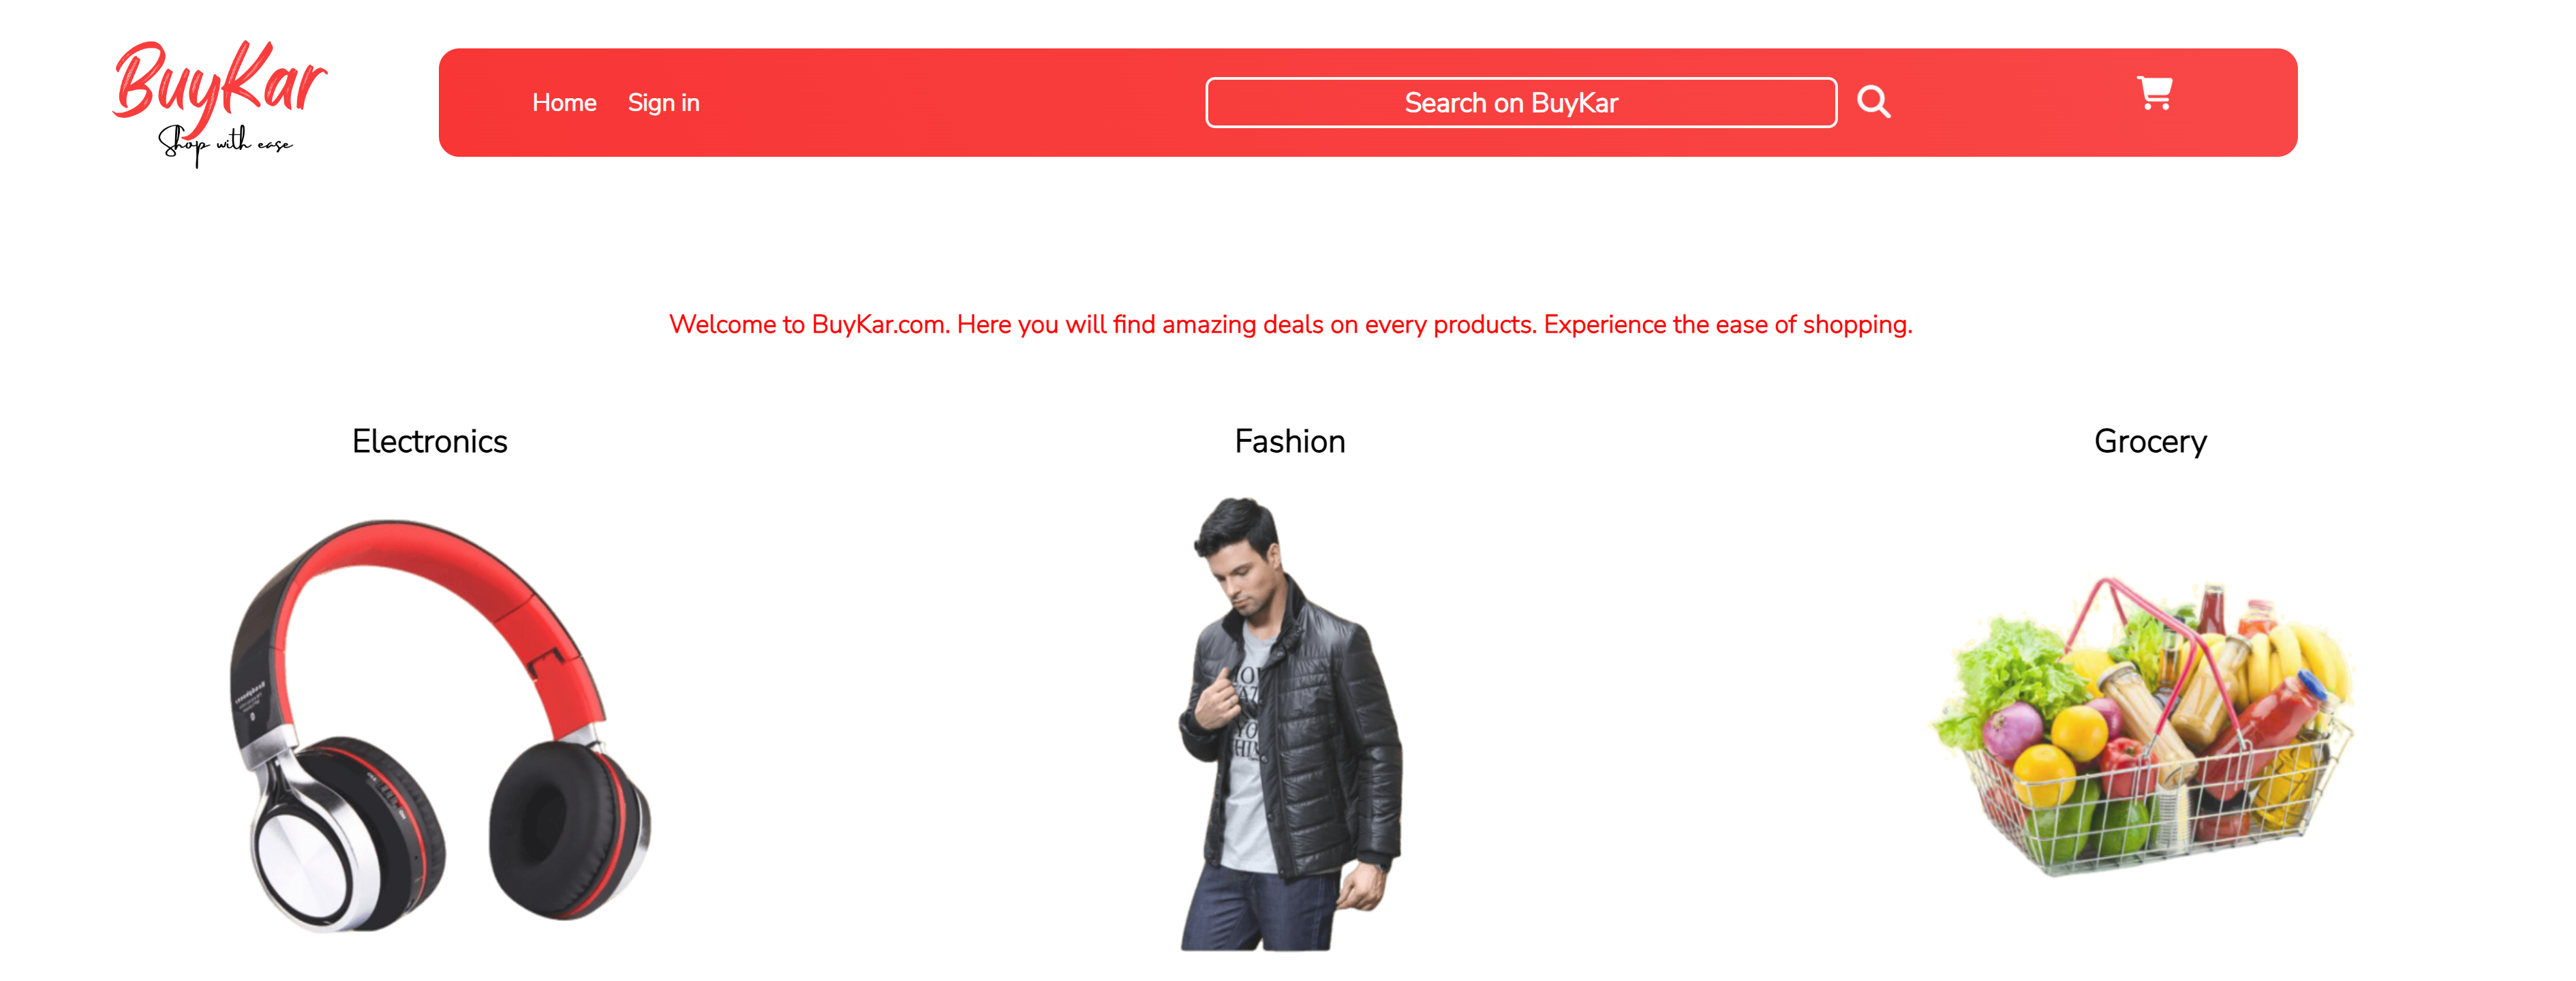 BuyKar
Shop with ease
Home Sign in Search on BuyKar
Welcome to BuyKar.com. Here you will find amazing deals on every products. Experience the ease of shopping.
Electronics Fashion Grocery